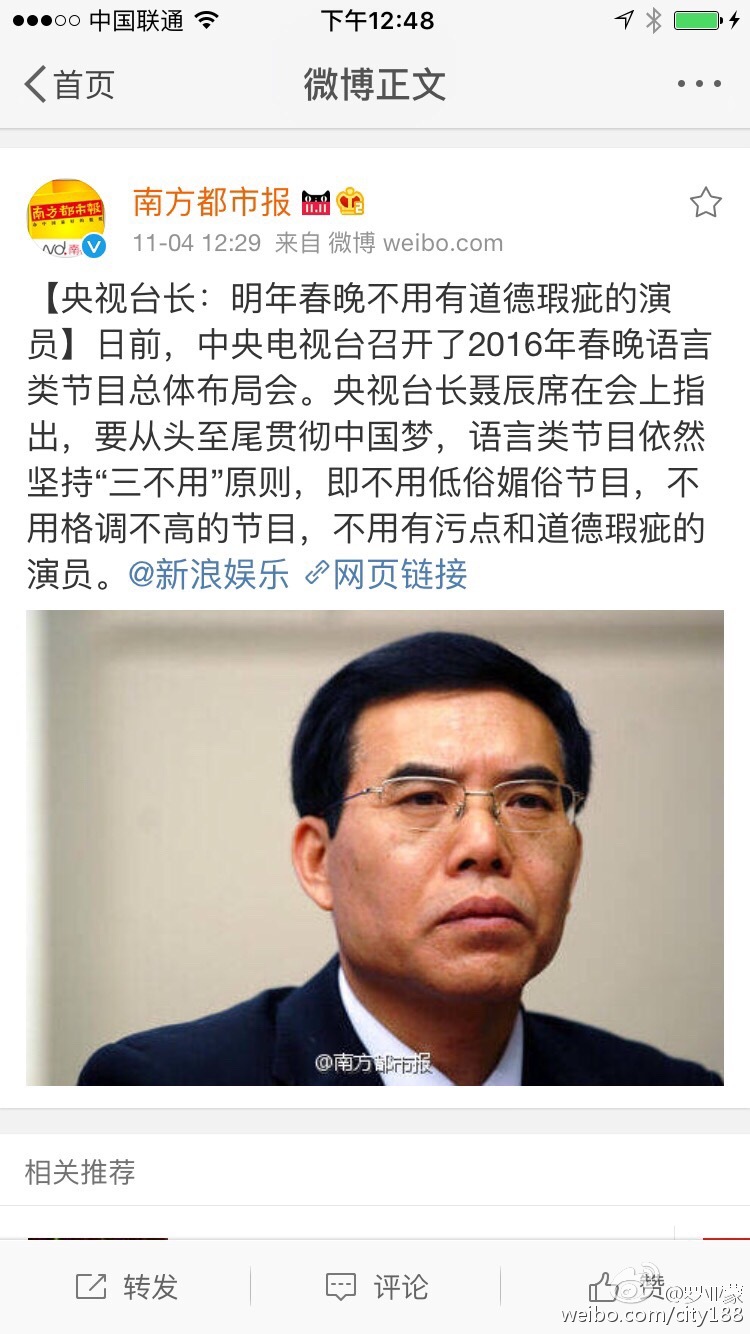 中国联通
下午12:48
首页
微博正文
南方都市报
南方都市報
11.11
11-04 12:29 来自 微博 weibo.com
【央视台长：明年春晚不用有道德瑕疵的演
员】日前，中央电视台召开了2016年春晚语言
类节目总体布局会。央视台长聂辰席在会上指
出，要从头至尾贯彻中国梦，语言类节目依然
坚持“三不用”原则，即不用低俗媚俗节目，不
用格调不高的节目，不用有污点和道德瑕疵的
演员。@新浪娱乐 网页链接
@南方都市报
相关推荐
转发
评论
赞
weibo.com/city188